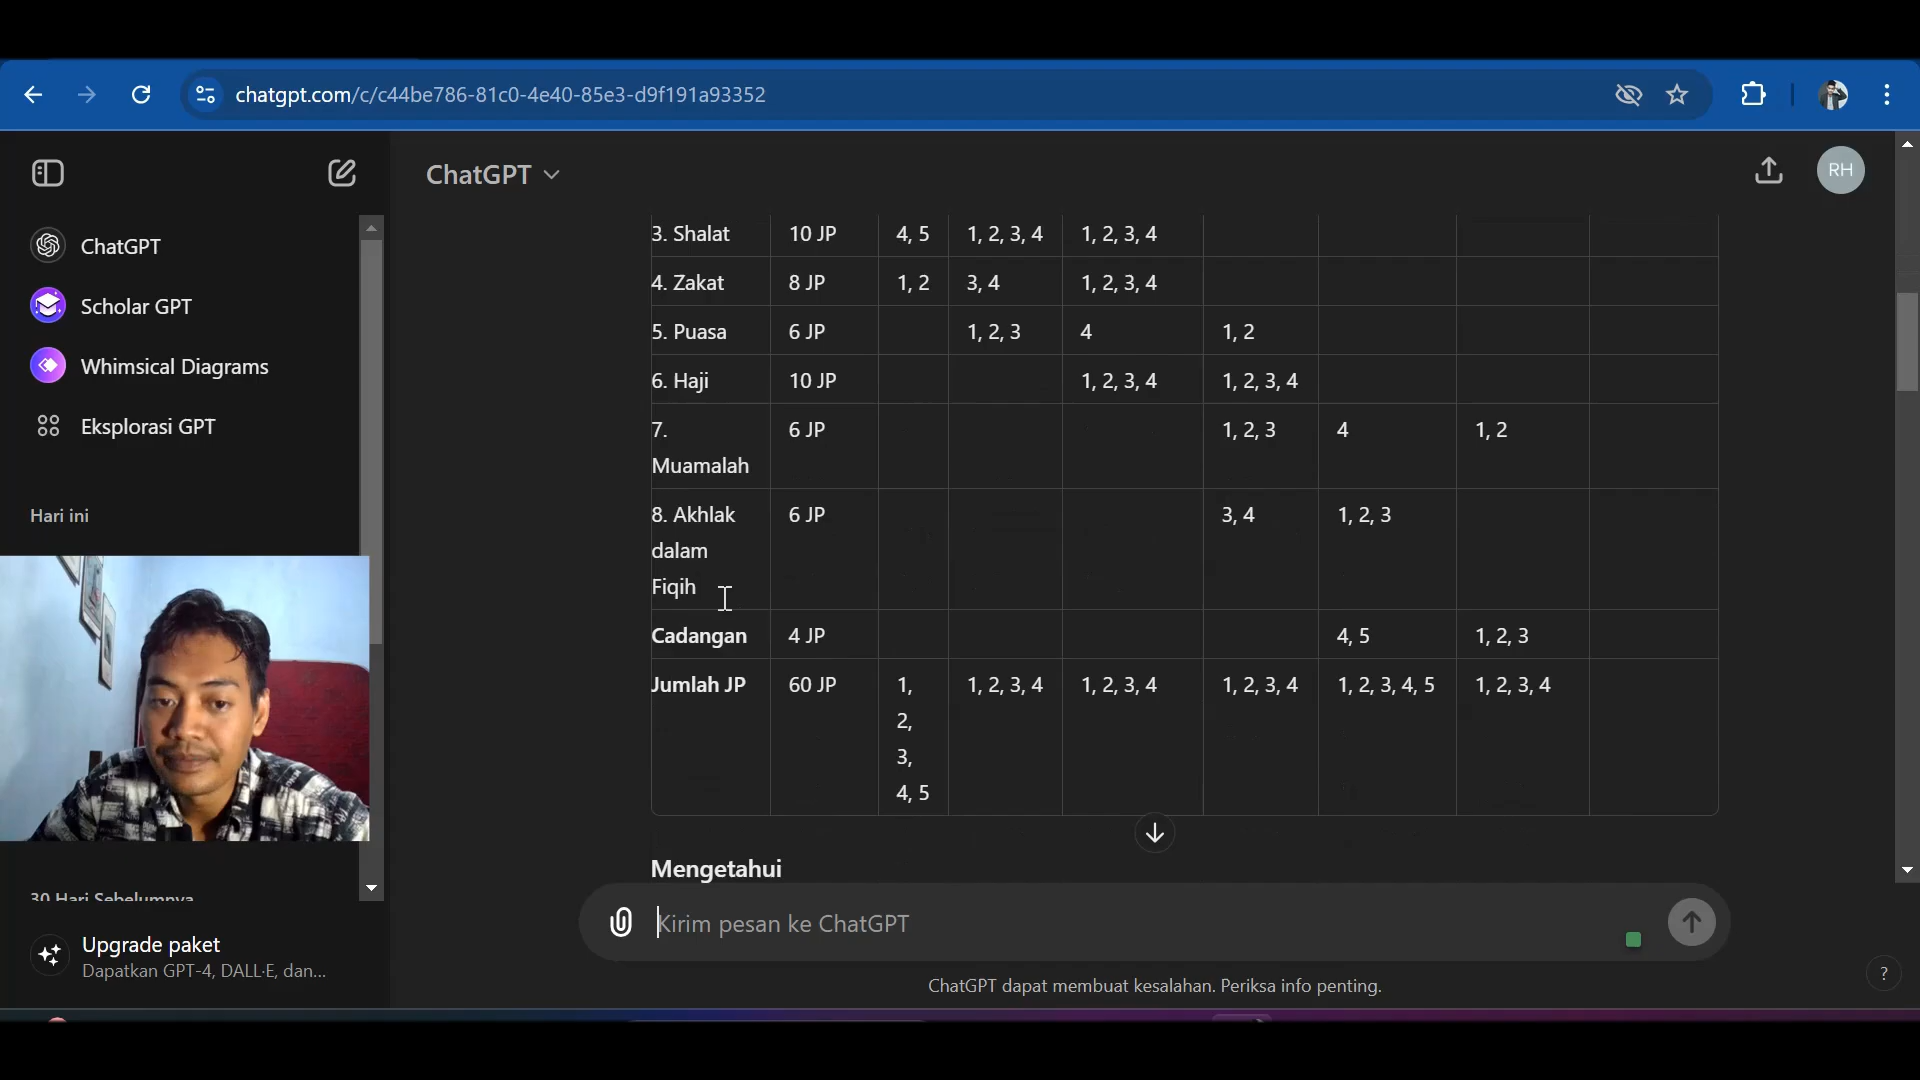 chatgpt.com/c/c44be786-81c0-4e40-85e3-d9f191a93352
ChatGPT
RH
ChatGPT
Scholar GPT
Whimsical Diagrams
Eksplorasi GPT
Hari ini
30 Hari Sebelumnya
Upgrade paket
Dapatkan GPT-4, DALL·E, dan...
3. Shalat 10 JP 4, 5 1, 2, 3, 4 1, 2, 3, 4
4. Zakat 8 JP 1, 2 3, 4 1, 2, 3, 4
5. Puasa 6 JP 1, 2, 3 4 1, 2
6. Haji 10 JP 1, 2, 3, 4 1, 2, 3, 4
7. 6 JP 1, 2, 3 4 1, 2
Muamalah
8. Akhlak 6 JP 3, 4 1, 2, 3
dalam
Fiqih
Cadangan 4 JP 4, 5 1, 2, 3
Jumlah JP 60 JP 1, 1, 2, 3, 4 1, 2, 3, 4 1, 2, 3, 4 1, 2, 3, 4, 5 1, 2, 3, 4
2,
3,
4, 5
Mengetahui
Kirim pesan ke ChatGPT
ChatGPT dapat membuat kesalahan. Periksa info penting.
?